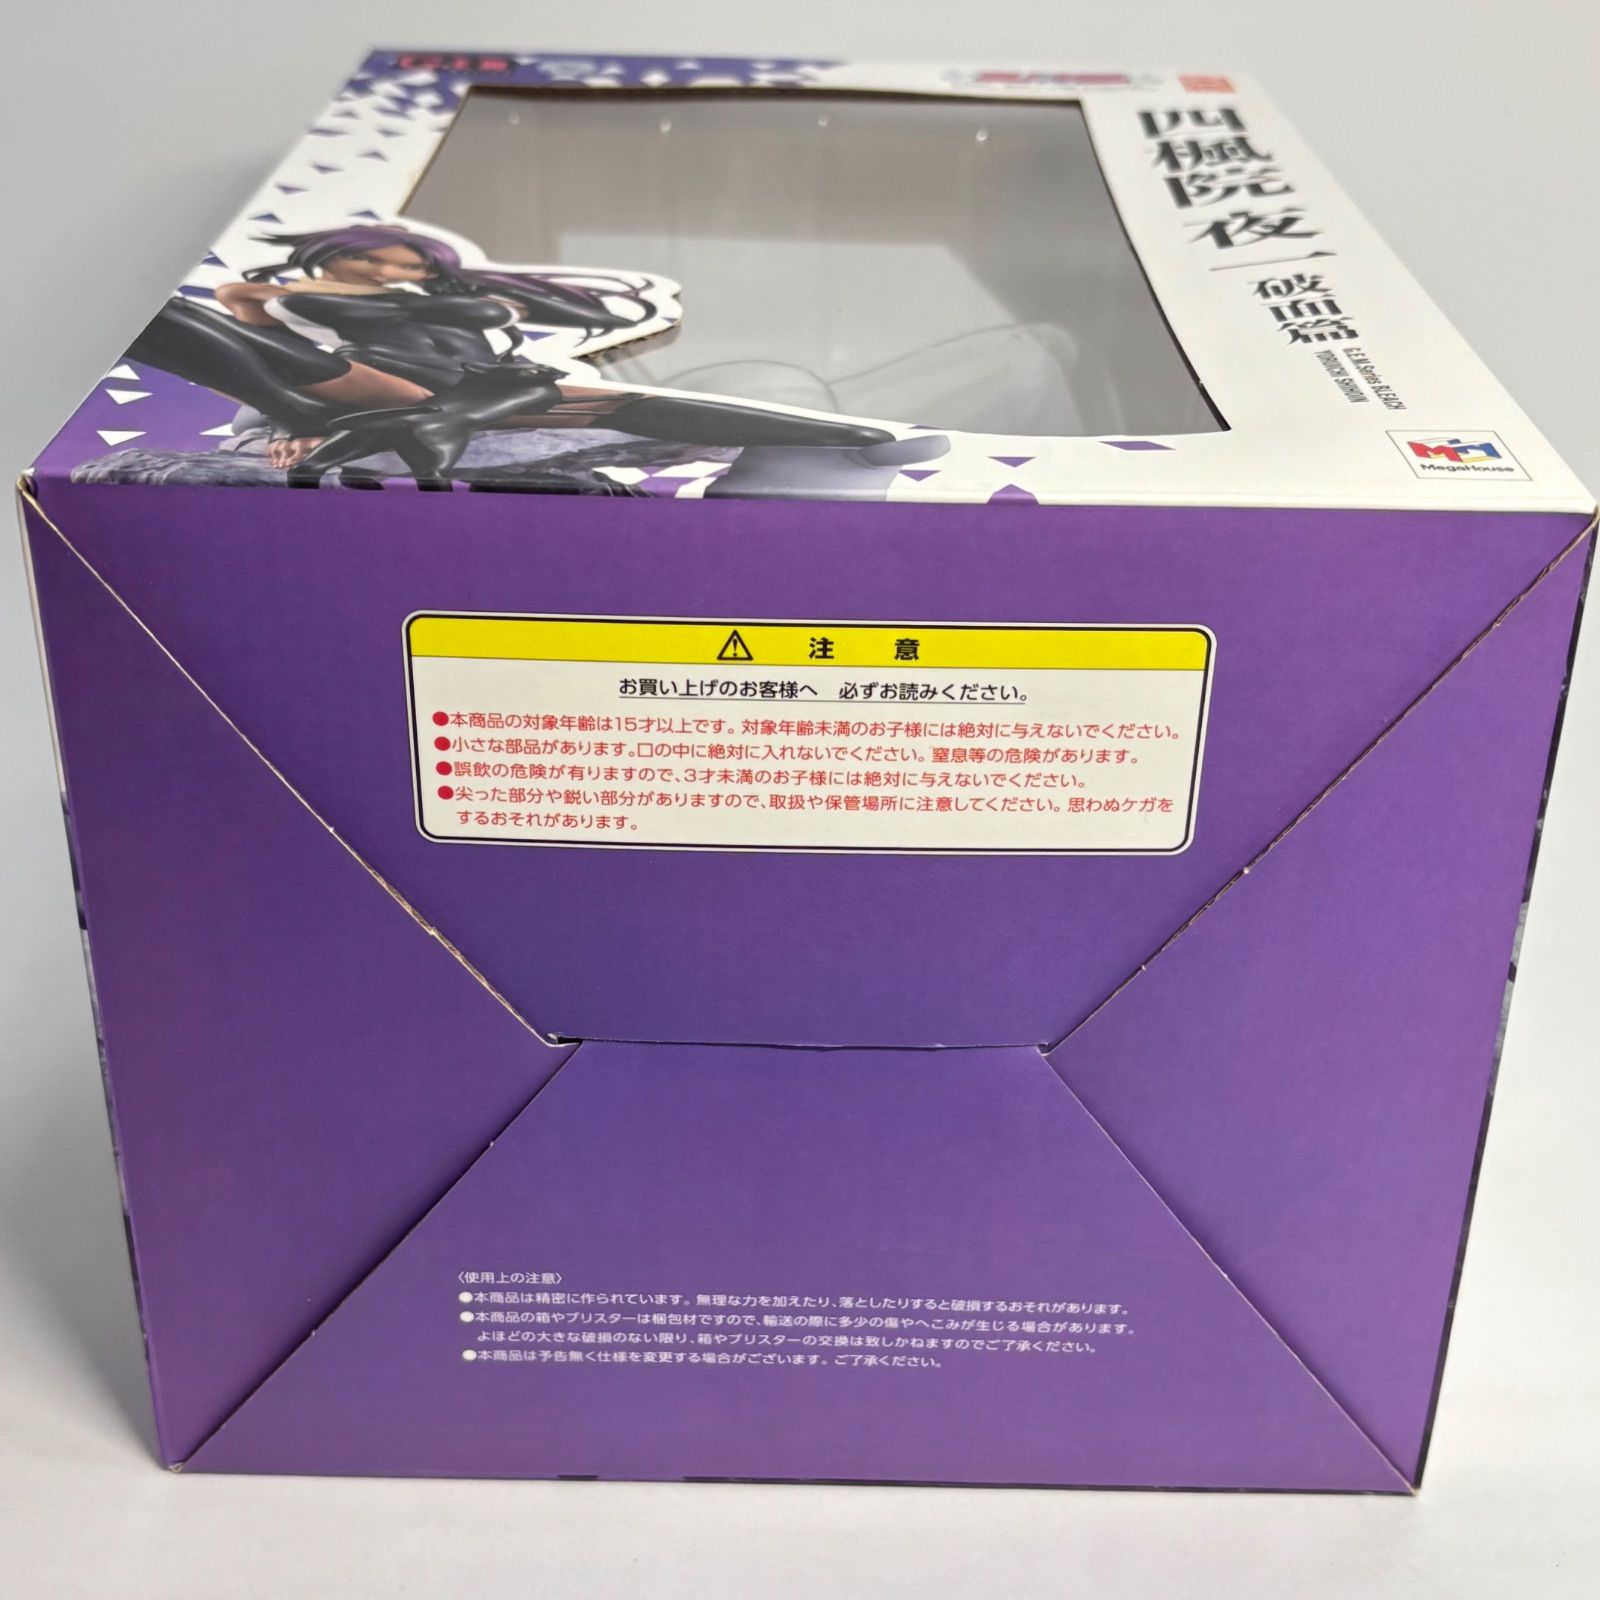 四楓院夜一
破面篇
G.E.M.Series BLEACH
YORUICHI SHIHOIN
MegaHouse
注 意
お買い上げのお客様へ 必ずお読みください。
●本商品の対象年齢は15才以上です。対象年齢未満のお子様には絶対に与えないでください。
●小さな部品があります。口の中に絶対に入れないでください。窒息等の危険があります。
●誤飲の危険が有りますので、3才未満のお子様には絶対に与えないでください。
●尖った部分や鋭い部分がありますので、取扱や保管場所に注意してください。思わぬケガを
するおそれがあります。
〈使用上の注意〉
●本商品は精密に作られています。無理な力を加えたり、落としたりすると破損するおそれがあります。
●本商品の箱やブリスターは梱包材ですので、輸送の際に多少の傷やへこみが生じる場合があります。
よほどの大きな破損のない限り、箱やブリスターの交換は致しかねますのでご了承ください。
●本商品は予告無く仕様を変更する場合がございます。ご了承ください。